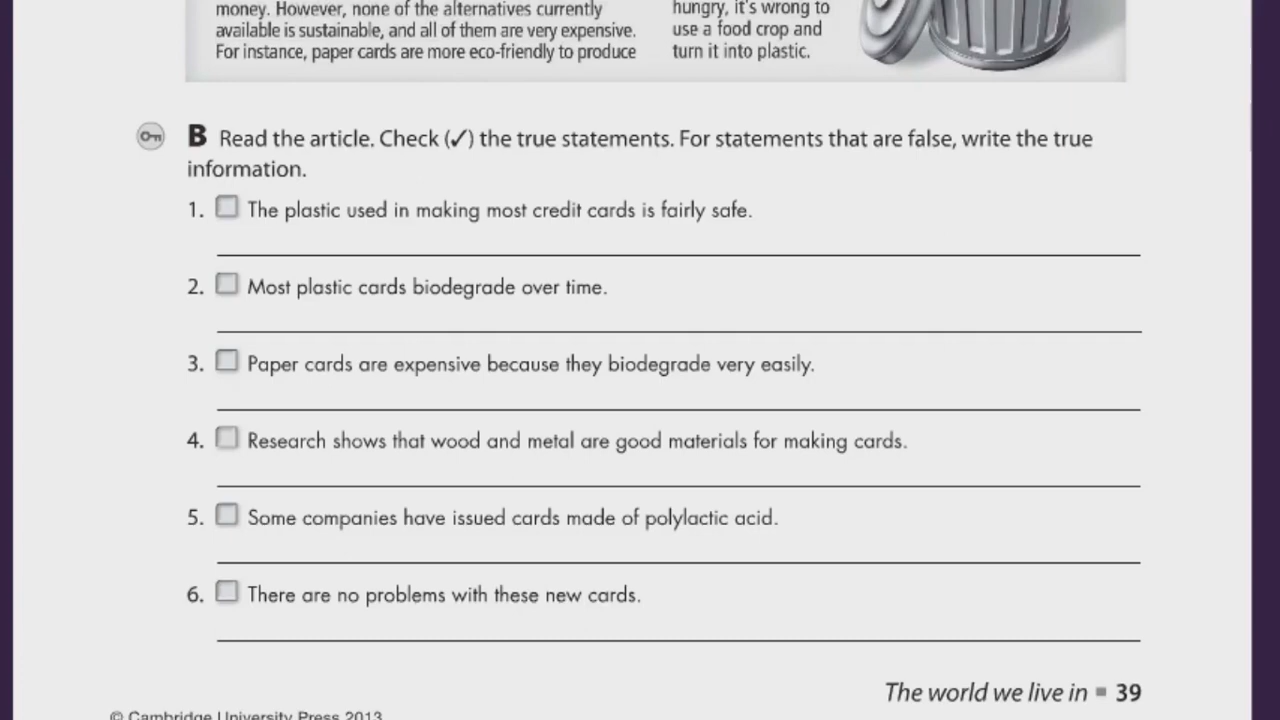 money. However, none of the alternatives currently
available is sustainable, and all of them are very expensive.
For instance, paper cards are more eco-friendly to produce
hungry, it's wrong to
use a food crop and
turn it into plastic.
B Read the article. Check (✓) the true statements. For statements that are false, write the true
information.
1. The plastic used in making most credit cards is fairly safe.
2. Most plastic cards biodegrade over time.
3. Paper cards are expensive because they biodegrade very easily.
4. Research shows that wood and metal are good materials for making cards.
5. Some companies have issued cards made of polylactic acid.
6. There are no problems with these new cards.
The world we live in ■ 39
© Cambridge University Press 2013